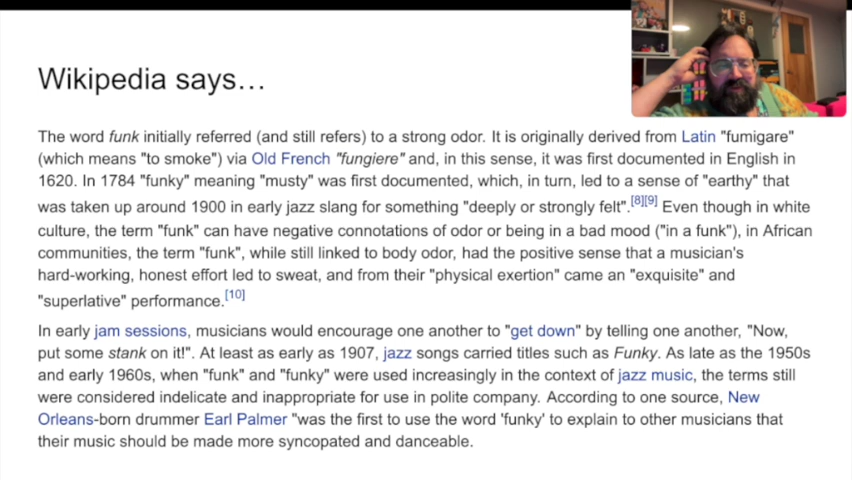 Wikipedia says…
The word funk initially referred (and still refers) to a strong odor. It is originally derived from Latin "fumigare"
(which means "to smoke") via Old French "fungiere" and, in this sense, it was first documented in English in
1620. In 1784 "funky" meaning "musty" was first documented, which, in turn, led to a sense of "earthy" that
was taken up around 1900 in early jazz slang for something "deeply or strongly felt".[8][9] Even though in white
culture, the term "funk" can have negative connotations of odor or being in a bad mood ("in a funk"), in African
communities, the term "funk", while still linked to body odor, had the positive sense that a musician's
hard-working, honest effort led to sweat, and from their "physical exertion" came an "exquisite" and
"superlative" performance.[10]
In early jam sessions, musicians would encourage one another to "get down" by telling one another, "Now,
put some stank on it!". At least as early as 1907, jazz songs carried titles such as Funky. As late as the 1950s
and early 1960s, when "funk" and "funky" were used increasingly in the context of jazz music, the terms still
were considered indelicate and inappropriate for use in polite company. According to one source, New
Orleans-born drummer Earl Palmer "was the first to use the word 'funky' to explain to other musicians that
their music should be made more syncopated and danceable.